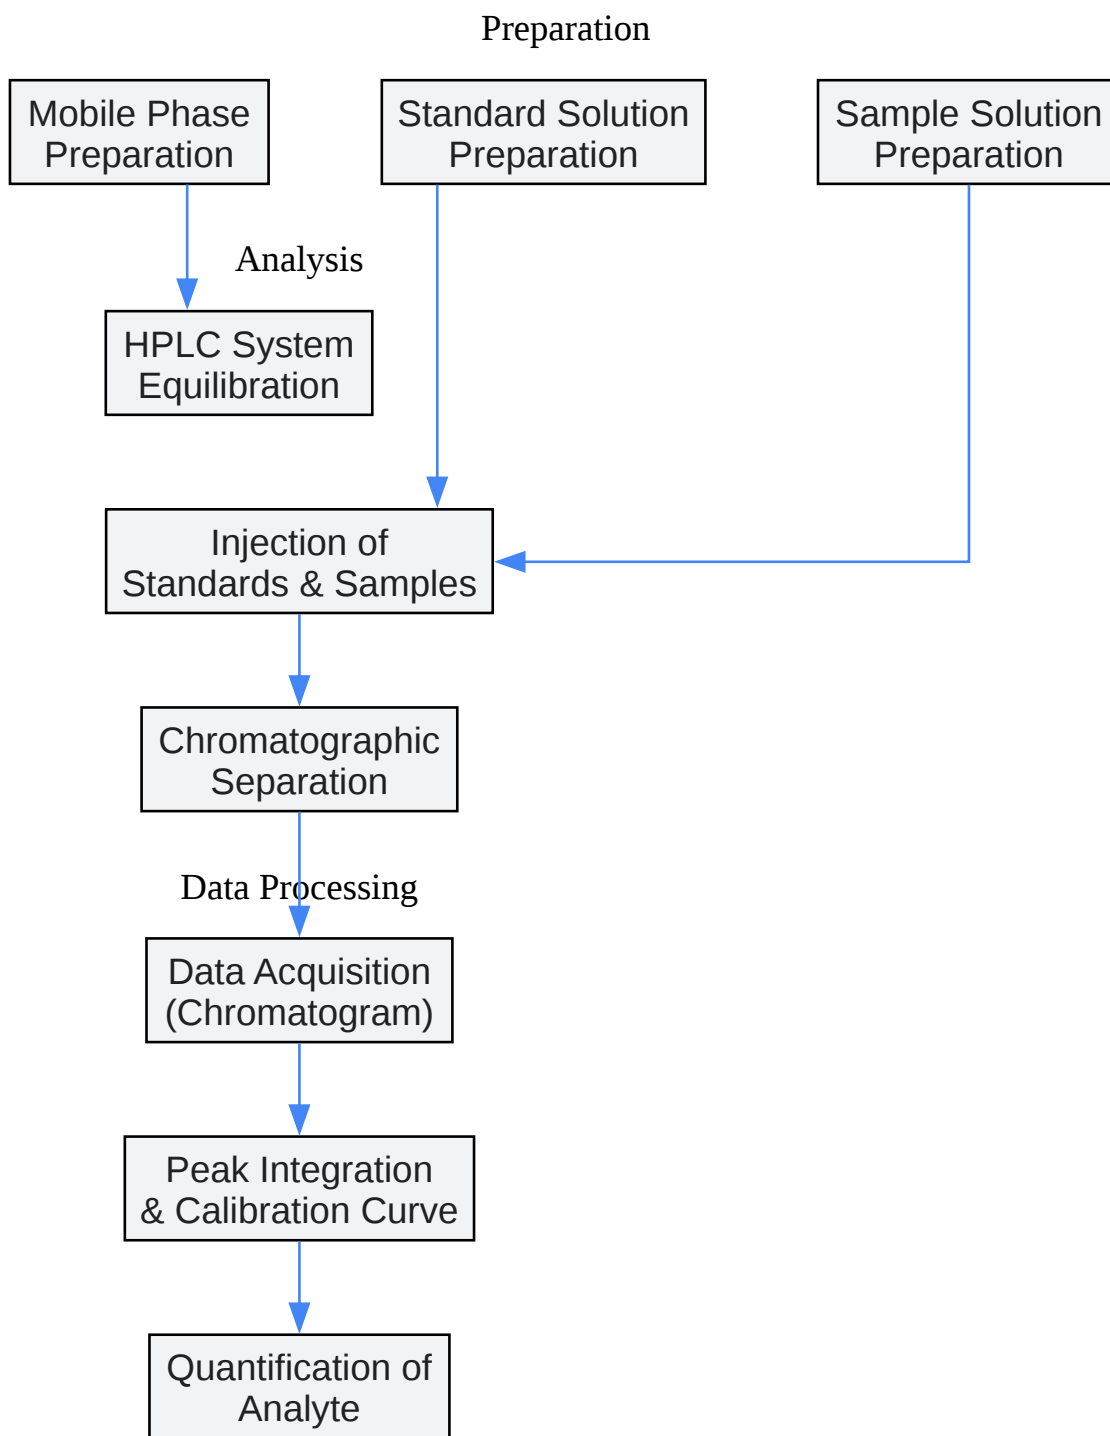 Preparation
Mobile Phase
Preparation
Standard Solution
Preparation
Sample Solution
Preparation
Analysis
HPLC System
Equilibration
Injection of
Standards & Samples
Chromatographic
Separation
Data Processing
Data Acquisition
(Chromatogram)
Peak Integration
& Calibration Curve
Quantification of
Analyte